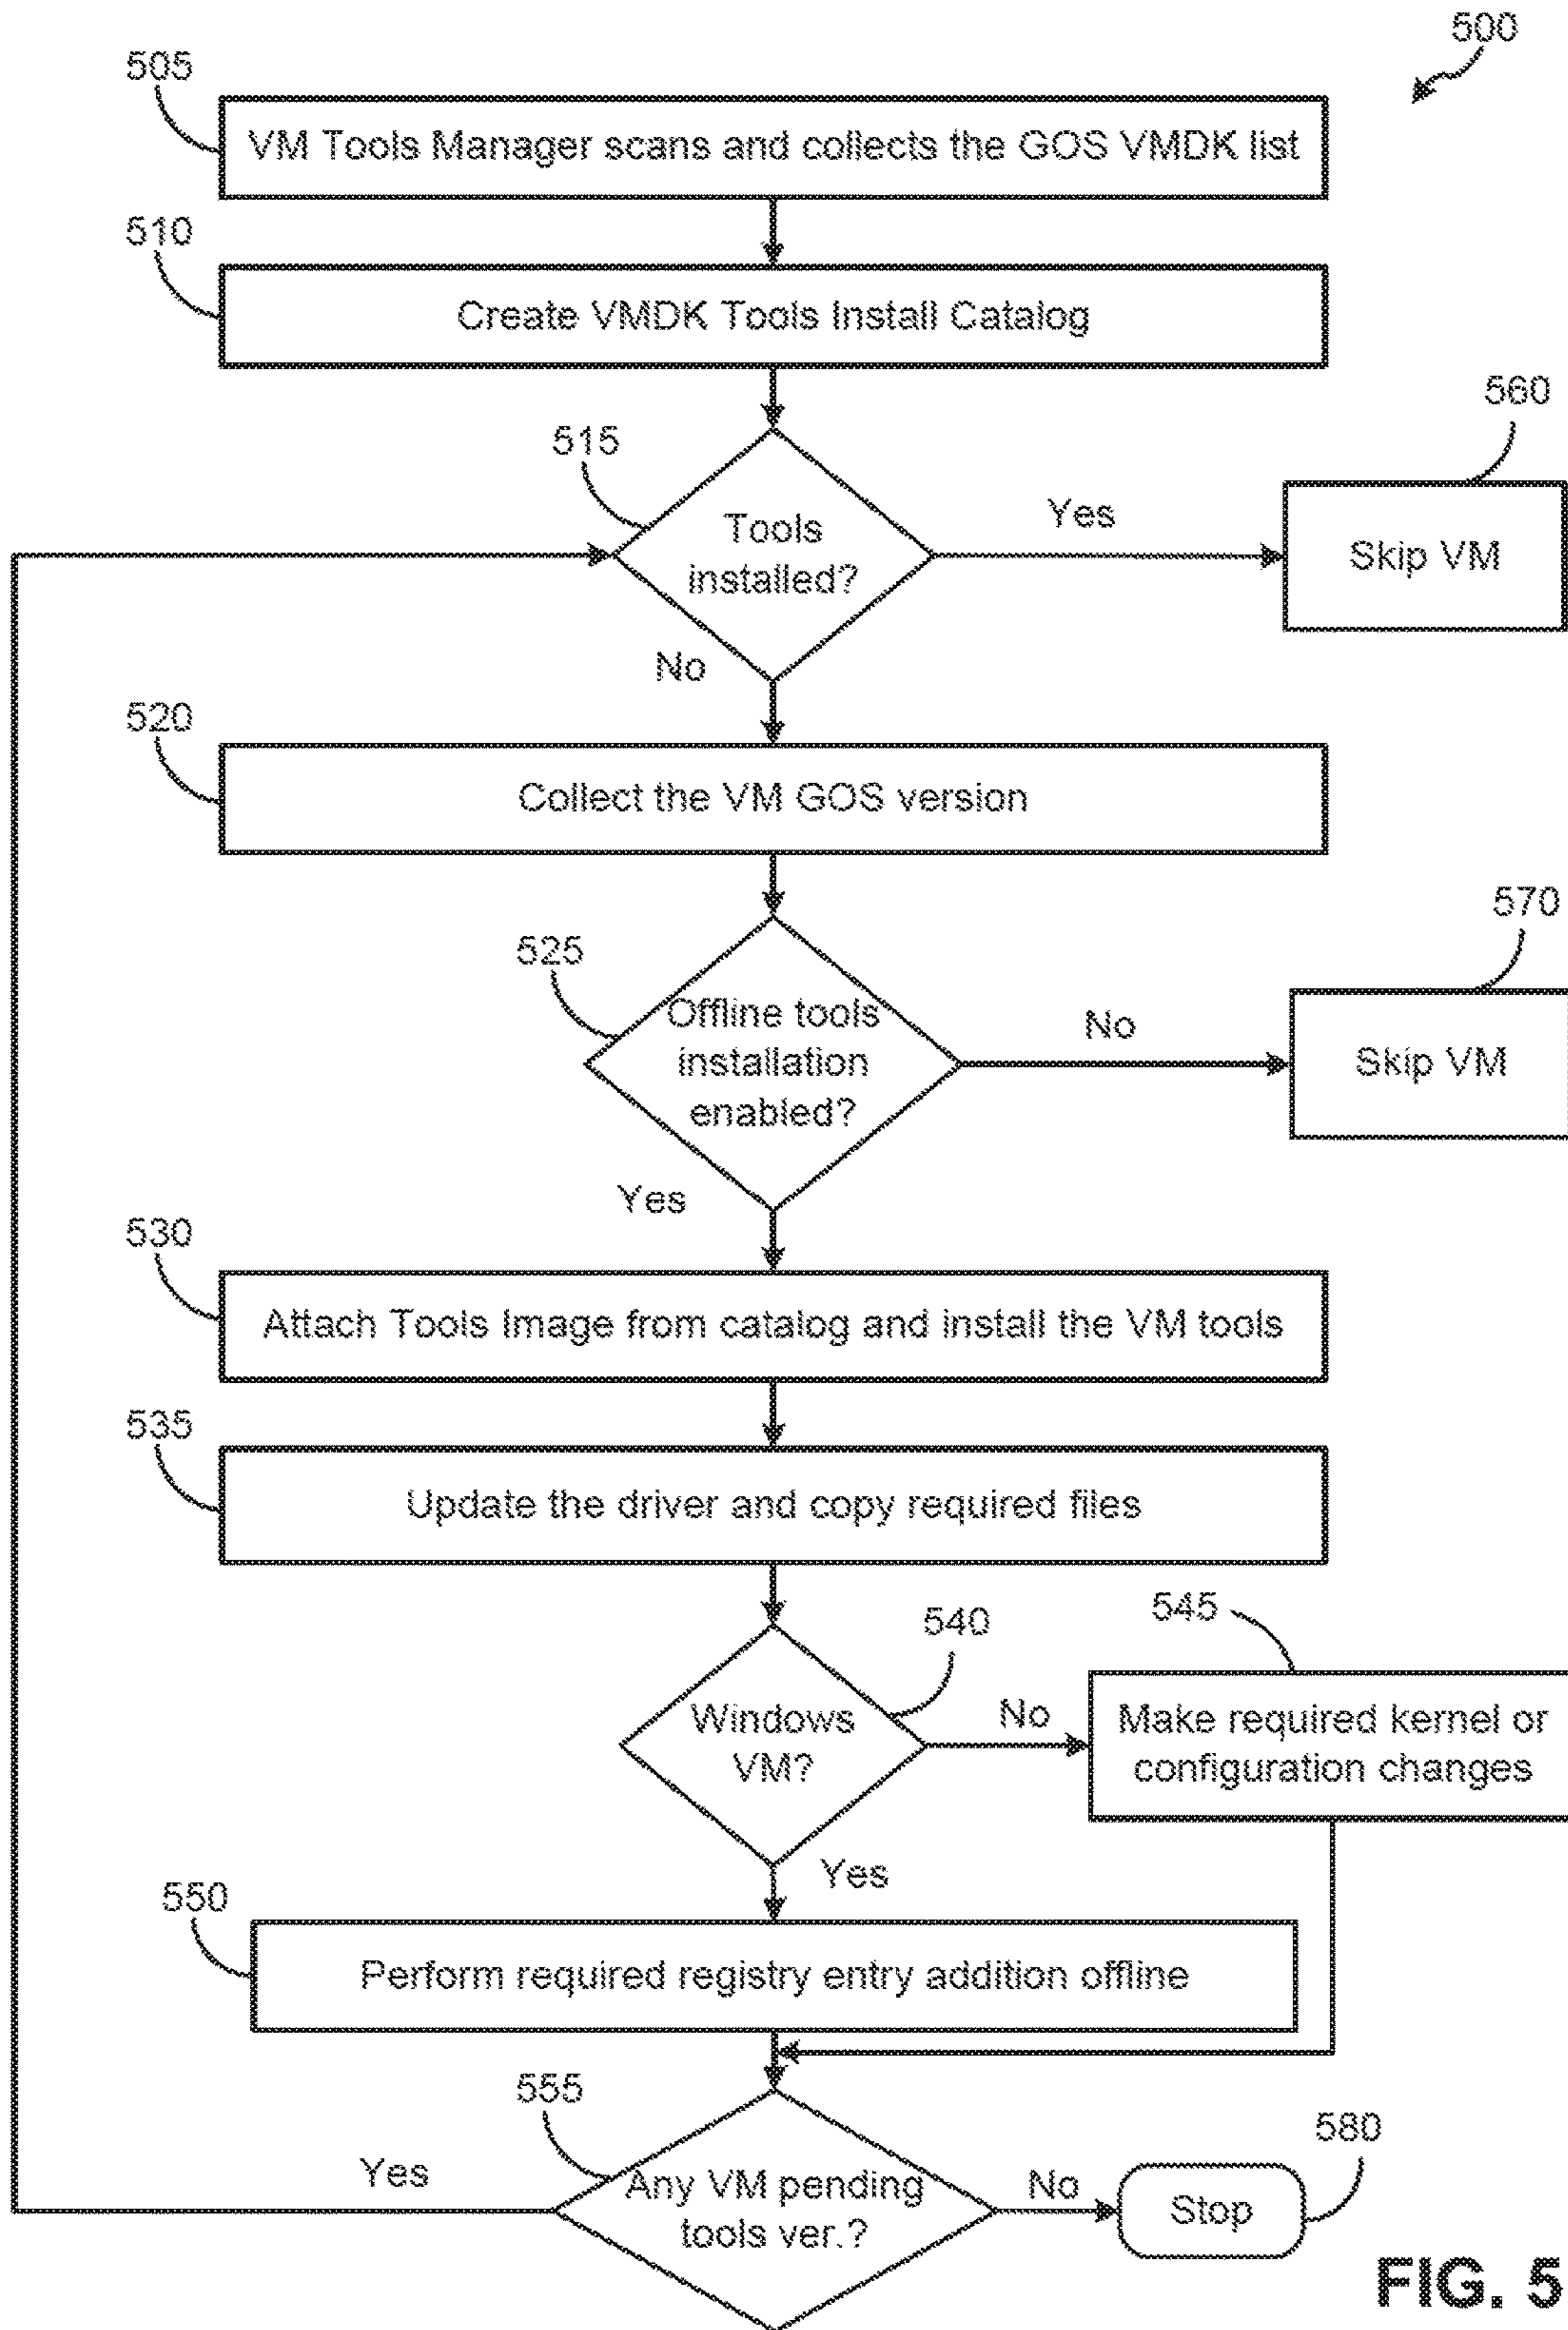 500
505
VM Tools Manager scans and collects the GOS VMDK list
510
Create VMDK Tools Install Catalog
515
Tools
installed?
Yes
560
Skip VM
No
520
Collect the VM GOS version
525
Offline tools
installation
enabled?
No
570
Skip VM
Yes
530
Attach Tools Image from catalog and install the VM tools
535
Update the driver and copy required files
540
Windows
VM?
No
545
Make required kernel or
configuration changes
Yes
550
Perform required registry entry addition offline
555
Any VM pending
tools ver.?
Yes
No
580
Stop
FIG. 5